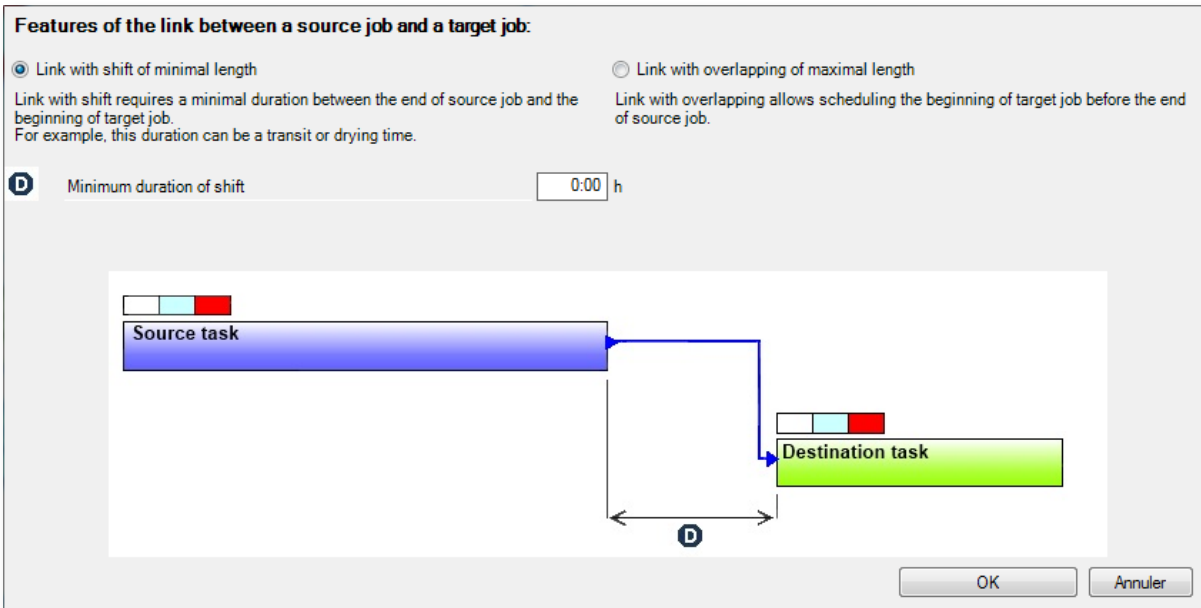 Features of the link between a source job and a target job:
Link with shift of minimal length
Link with shift requires a minimal duration between the end of source job and the
beginning of target job.
For example, this duration can be a transit or drying time.
Link with overlapping of maximal length
Link with overlapping allows scheduling the beginning of target job before the end
of source job.
D Minimum duration of shift 0:00 h
Source task
Destination task
D
OK Annuler